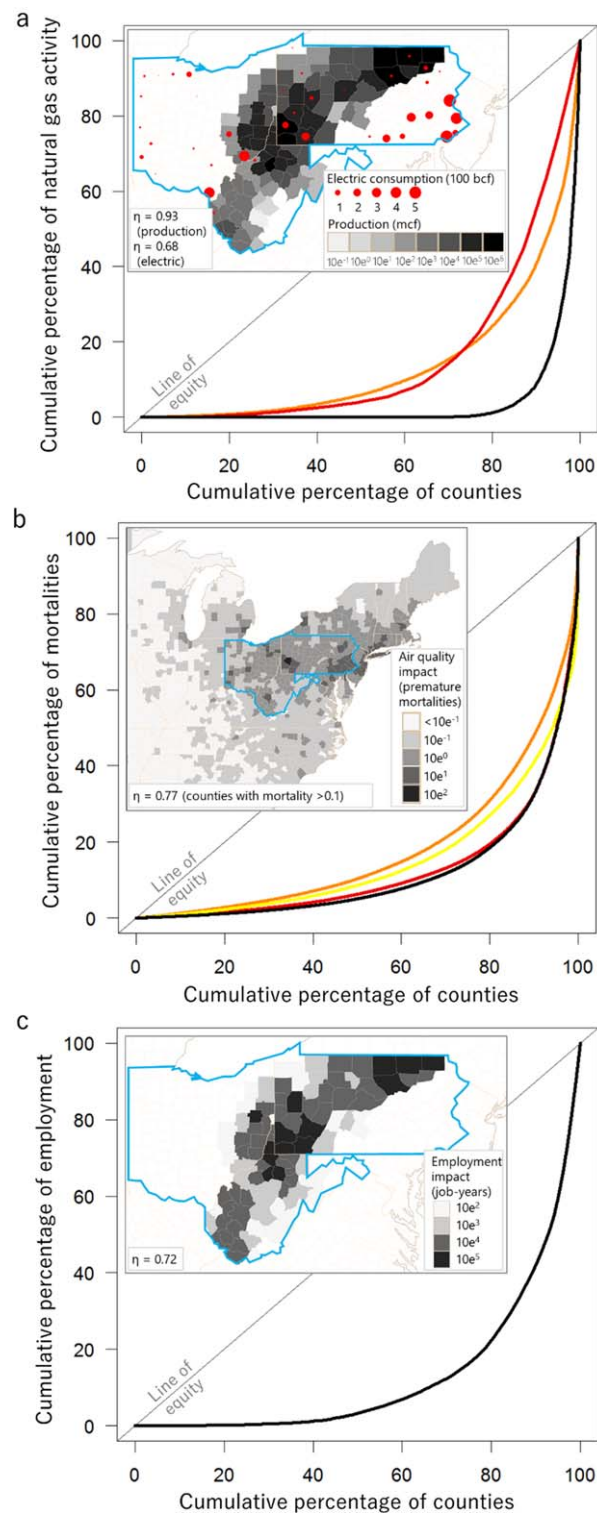 a
Cumulative percentage of natural gas activity
100
80
60
40
20
0
η = 0.93
(production)
η = 0.68
(electric)
Electric consumption (100 bcf)
1 2 3 4 5
Production (mcf)
10e⁻¹ 10e⁰ 10e¹ 10e² 10e³ 10e⁴ 10e⁵ 10e⁶
Line of
equity
0 20 40 60 80 100
Cumulative percentage of counties
b
Cumulative percentage of mortalities
100
80
60
40
20
0
Air quality
impact
(premature
mortalities)
<10e⁻¹
10e⁻¹
10e⁰
10e¹
10e²
η = 0.77 (counties with mortality >0.1)
Line of
equity
0 20 40 60 80 100
Cumulative percentage of counties
c
Cumulative percentage of employment
100
80
60
40
20
0
Employment
impact
(job-years)
10e²
10e³
10e⁴
10e⁵
η = 0.72
Line of
equity
0 20 40 60 80 100
Cumulative percentage of counties